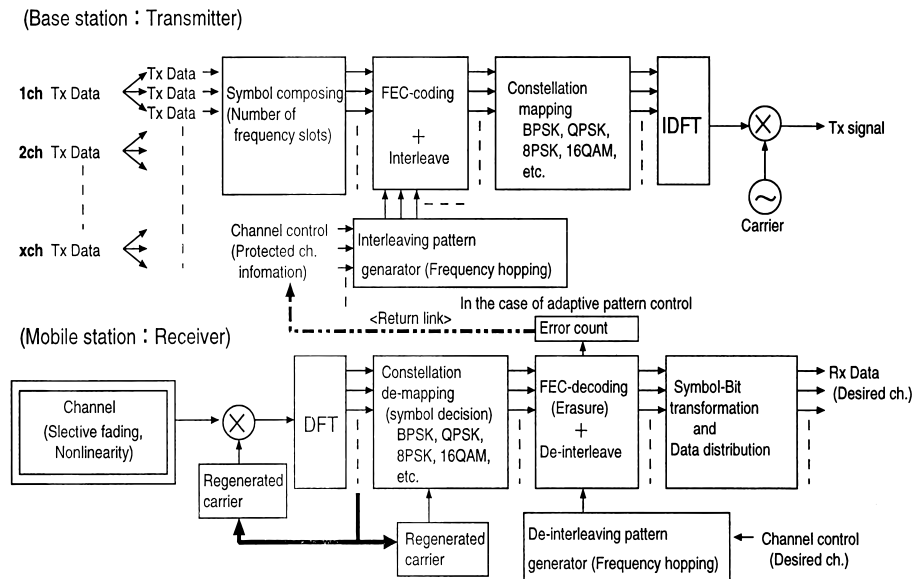 (Base station : Transmitter)
1ch Tx Data
Tx Data
Tx Data
Tx Data
2ch Tx Data
xch Tx Data
Symbol composing
(Number of
frequency slots)
FEC-coding
+
Interleave
Constellation
mapping
BPSK, QPSK,
8PSK, 16QAM,
etc.
IDFT
X
Tx signal
~
Carrier
Channel control
(Protected ch.
infomation)
Interleaving pattern
genarator (Frequency hopping)
In the case of adaptive pattern control
<Return link>
Error count
(Mobile station : Receiver)
Channel
(Slective fading,
Nonlinearity)
X
Regenerated
carrier
DFT
Constellation
de-mapping
(symbol decision)
BPSK, QPSK,
8PSK, 16QAM,
etc.
Regenerated
carrier
FEC-decoding
(Erasure)
+
De-interleave
De-interleaving pattern
generator (Frequency hopping)
Symbol-Bit
transformation
and
Data distribution
Rx Data
(Desired ch.)
Channel control
(Desired ch.)